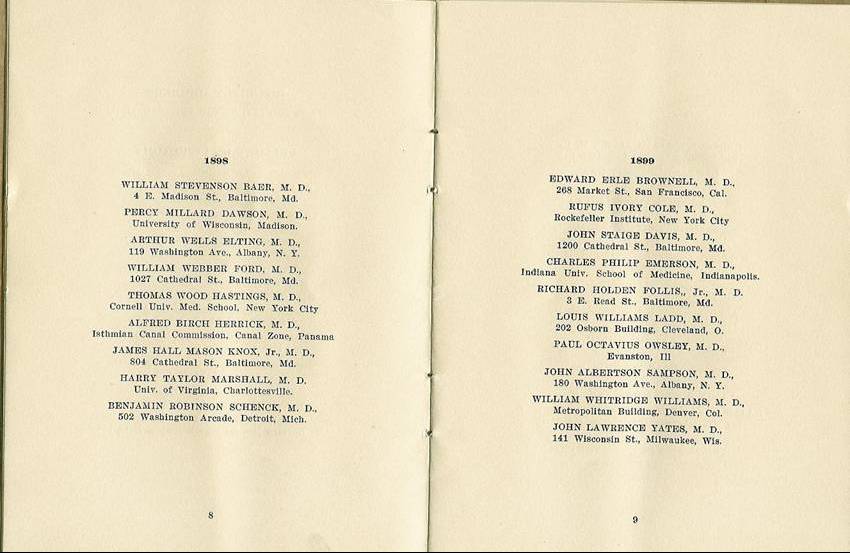 1898
WILLIAM STEVENSON BAER, M. D.,
4 E. Madison St., Baltimore, Md.
PERCY MILLARD DAWSON, M. D.,
University of Wisconsin, Madison.
ARTHUR WELLS ELTING, M. D.,
119 Washington Ave., Albany, N. Y.
WILLIAM WEBBER FORD, M. D.,
1027 Cathedral St., Baltimore, Md.
THOMAS WOOD HASTINGS, M. D.,
Cornell Univ. Med. School, New York City
ALFRED BIRCH HERRICK, M. D.,
Isthmian Canal Commission, Canal Zone, Panama
JAMES HALL MASON KNOX, Jr., M. D.,
804 Cathedral St., Baltimore, Md.
HARRY TAYLOR MARSHALL, M. D.
Univ. of Virginia, Charlottesville.
BENJAMIN ROBINSON SCHENCK, M. D.,
502 Washington Arcade, Detroit, Mich.
8
1899
EDWARD ERLE BROWNELL, M. D.,
268 Market St., San Francisco, Cal.
RUFUS IVORY COLE, M. D.,
Rockefeller Institute, New York City
JOHN STAIGE DAVIS, M. D.,
1200 Cathedral St., Baltimore, Md.
CHARLES PHILIP EMERSON, M. D.,
Indiana Univ. School of Medicine, Indianapolis.
RICHARD HOLDEN FOLLIS,, Jr., M. D.
3 E. Read St., Baltimore, Md.
LOUIS WILLIAMS LADD, M. D.,
202 Osborn Building, Cleveland, O.
PAUL OCTAVIUS OWSLEY, M. D.,
Evanston, Ill
JOHN ALBERTSON SAMPSON, M. D.,
180 Washington Ave., Albany, N. Y.
WILLIAM WHITRIDGE WILLIAMS, M. D.,
Metropolitan Building, Denver, Col.
JOHN LAWRENCE YATES, M. D.,
141 Wisconsin St., Milwaukee, Wis.
9